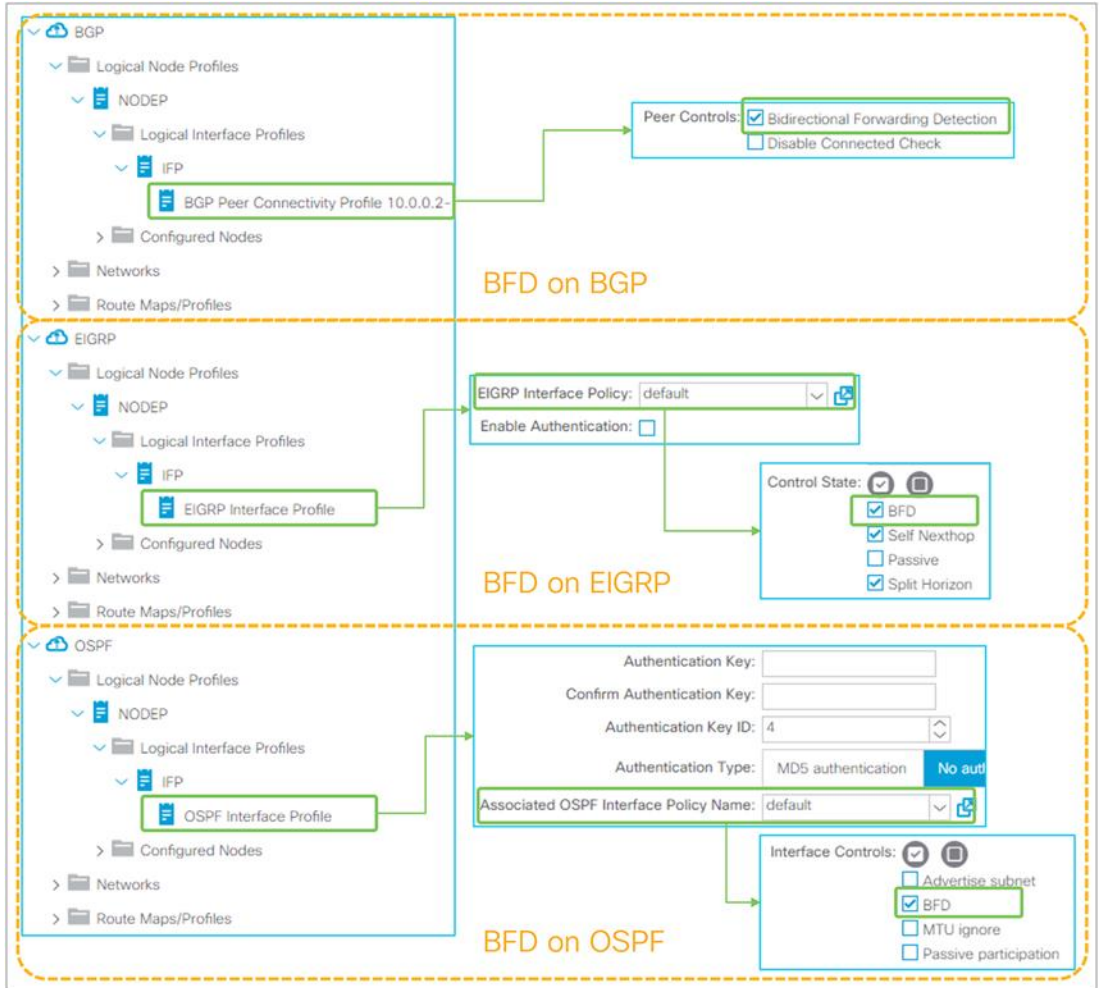 BGP
Logical Node Profiles
NODEP
Logical Interface Profiles
IFP
BGP Peer Connectivity Profile 10.0.0.2-
Configured Nodes
Networks
Route Maps/Profiles
Peer Controls: Bidirectional Forwarding Detection
Disable Connected Check
BFD on BGP
EIGRP
Logical Node Profiles
NODEP
Logical Interface Profiles
IFP
EIGRP Interface Profile
Configured Nodes
Networks
Route Maps/Profiles
EIGRP Interface Policy: default
Enable Authentication:
Control State:
BFD
Self Nexthop
Passive
Split Horizon
BFD on EIGRP
OSPF
Logical Node Profiles
NODEP
Logical Interface Profiles
IFP
OSPF Interface Profile
Configured Nodes
Networks
Route Maps/Profiles
Authentication Key:
Confirm Authentication Key:
Authentication Key ID: 4
Authentication Type: MD5 authentication No aut
Associated OSPF Interface Policy Name: default
Interface Controls:
Advertise subnet
BFD
MTU ignore
Passive participation
BFD on OSPF